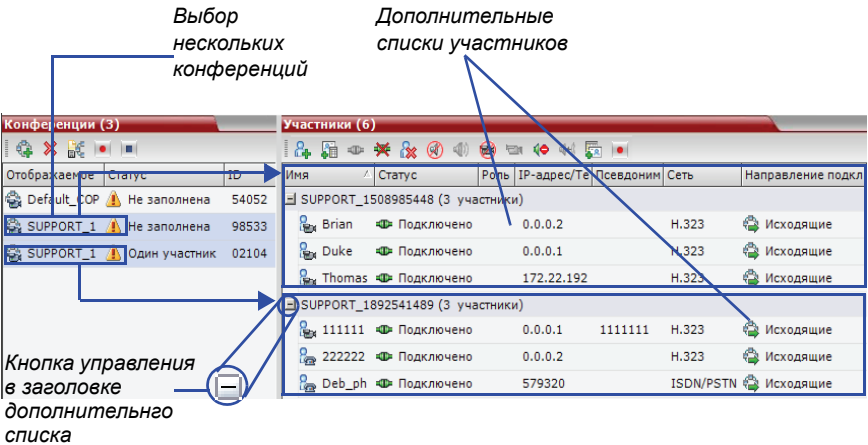 Выбор
нескольких
конференций
Дополнительные
списки участников
Конференции (3)
Отображаемое Статус ID
Default_COP Не заполнена 54052
SUPPORT_1 Не заполнена 98533
SUPPORT_1 Один участник 02104
Участники (6)
Имя Статус Роль IP-адрес/Те Псевдоним Сеть Направление подкл
SUPPORT_1508985448 (3 участники)
Brian Подключено 0.0.0.2 H.323 Исходящие
Duke Подключено 0.0.0.1 H.323 Исходящие
Thomas Подключено 172.22.192 H.323 Исходящие
SUPPORT_1892541489 (3 участники)
111111 Подключено 0.0.0.1 1111111 H.323 Исходящие
222222 Подключено 0.0.0.2 H.323 Исходящие
Deb_ph Подключено 579320 ISDN/PSTN Исходящие
Кнопка управления
в заголовке
дополнительнго
списка